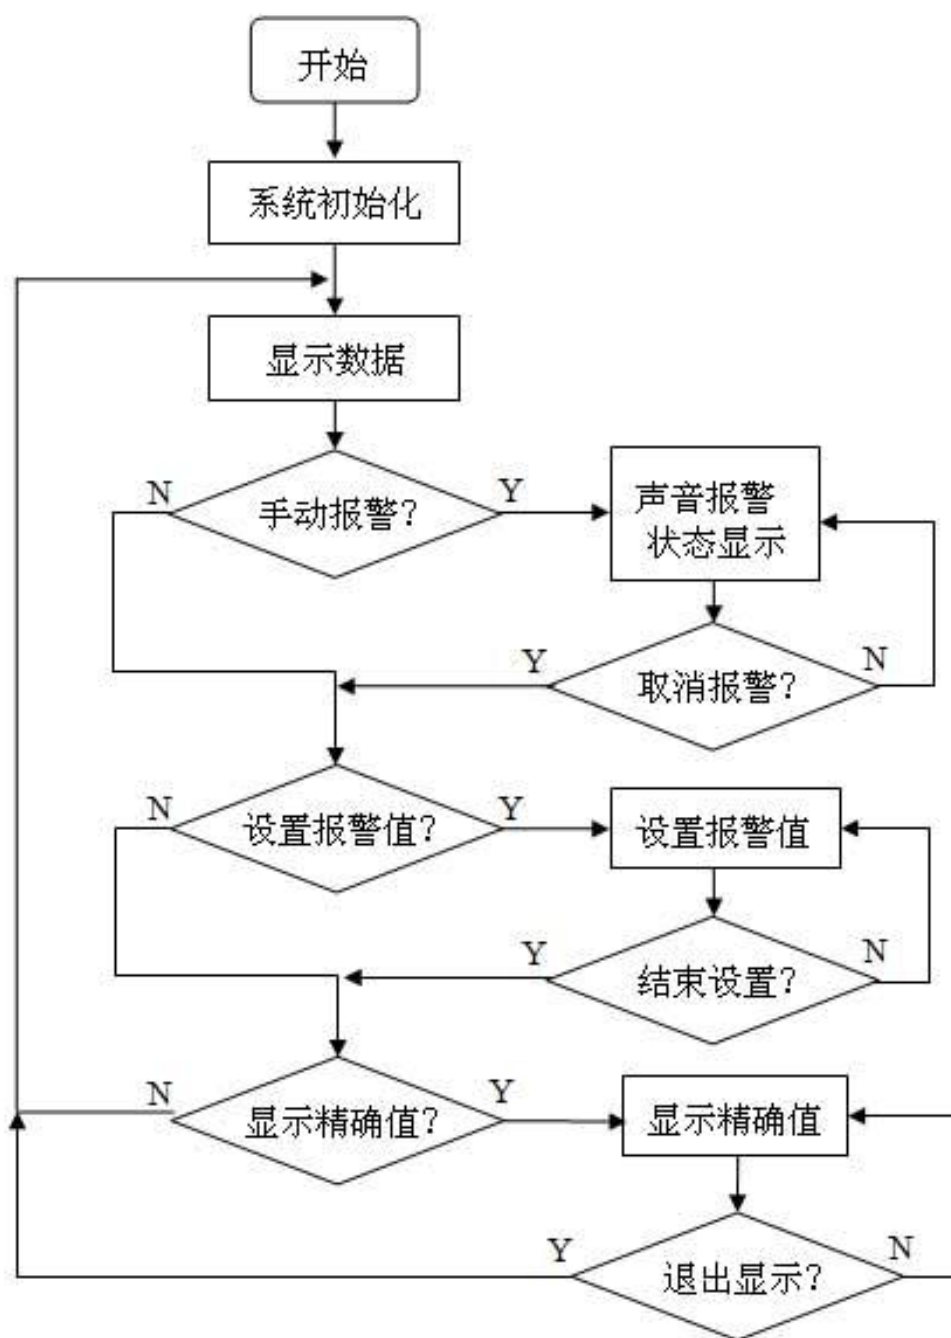 开始
系统初始化
显示数据
N
手动报警?
Y
声音报警
状态显示
Y
取消报警?
N
N
设置报警值?
Y
设置报警值
Y
结束设置?
N
N
显示精确值?
Y
显示精确值
Y
退出显示?
N